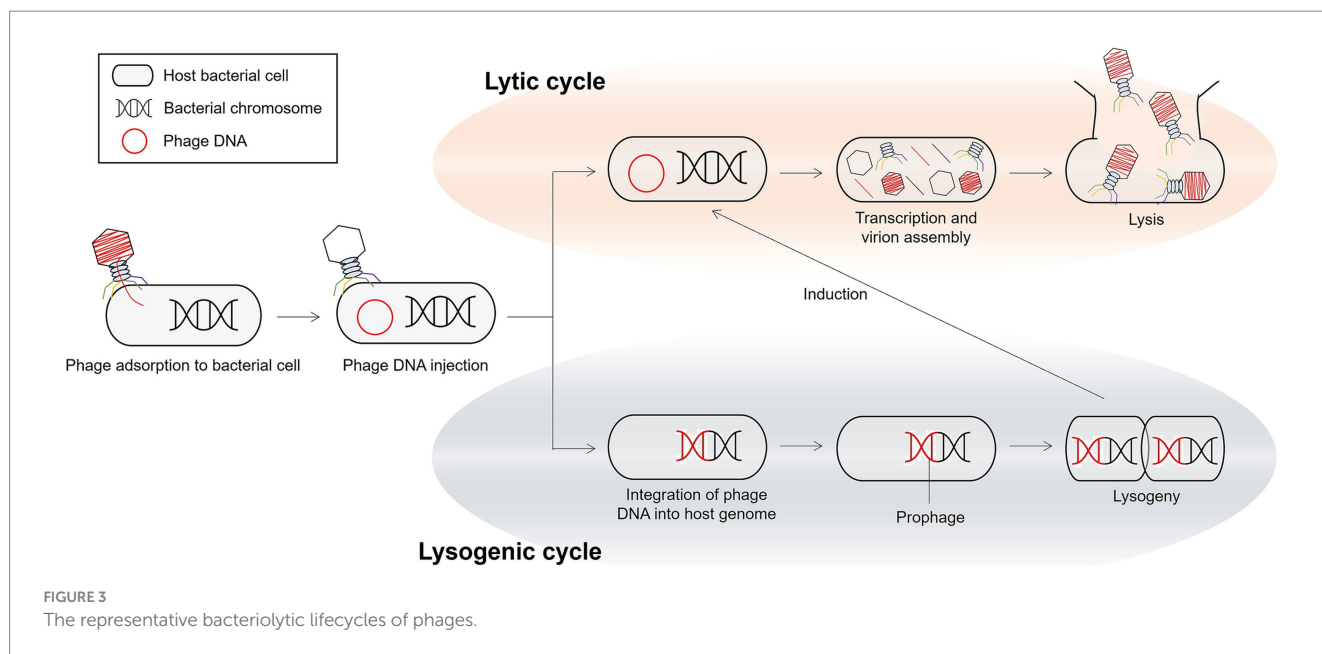 Host bacterial cell
Bacterial chromosome
Phage DNA
Lytic cycle
Transcription and
virion assembly
Lysis
Phage adsorption to bacterial cell
Phage DNA injection
Induction
Integration of phage
DNA into host genome
Prophage
Lysogeny
Lysogenic cycle
FIGURE 3
The representative bacteriolytic lifecycles of phages.